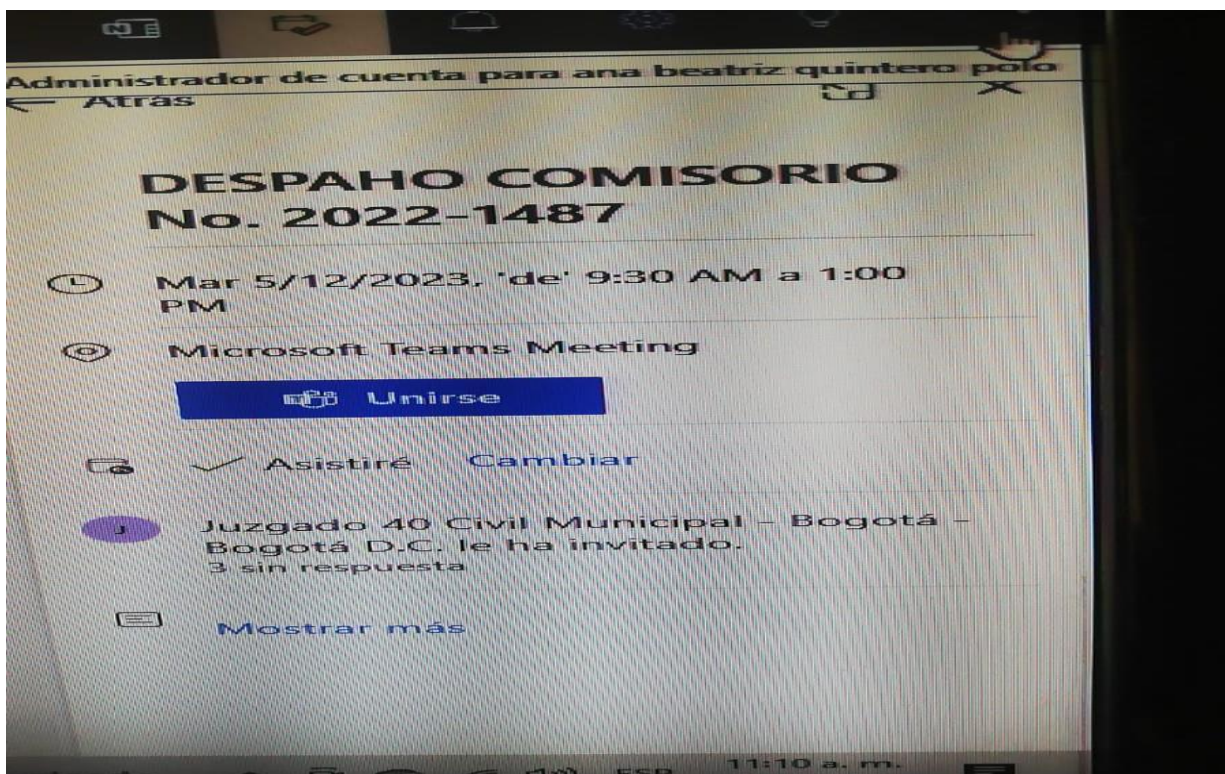 Administrador de cuenta para ana beatriz quintero polo
← Atrás
DESPAHO COMISORIO
No. 2022-1487
Mar 5/12/2023, 'de' 9:30 AM a 1:00
PM
Microsoft Teams Meeting
Unirse
Asistiré Cambiar
J
Juzgado 40 Civil Municipal - Bogotá -
Bogotá D.C. le ha invitado.
3 sin respuesta
Mostrar más
ESP 11:10 a. m.